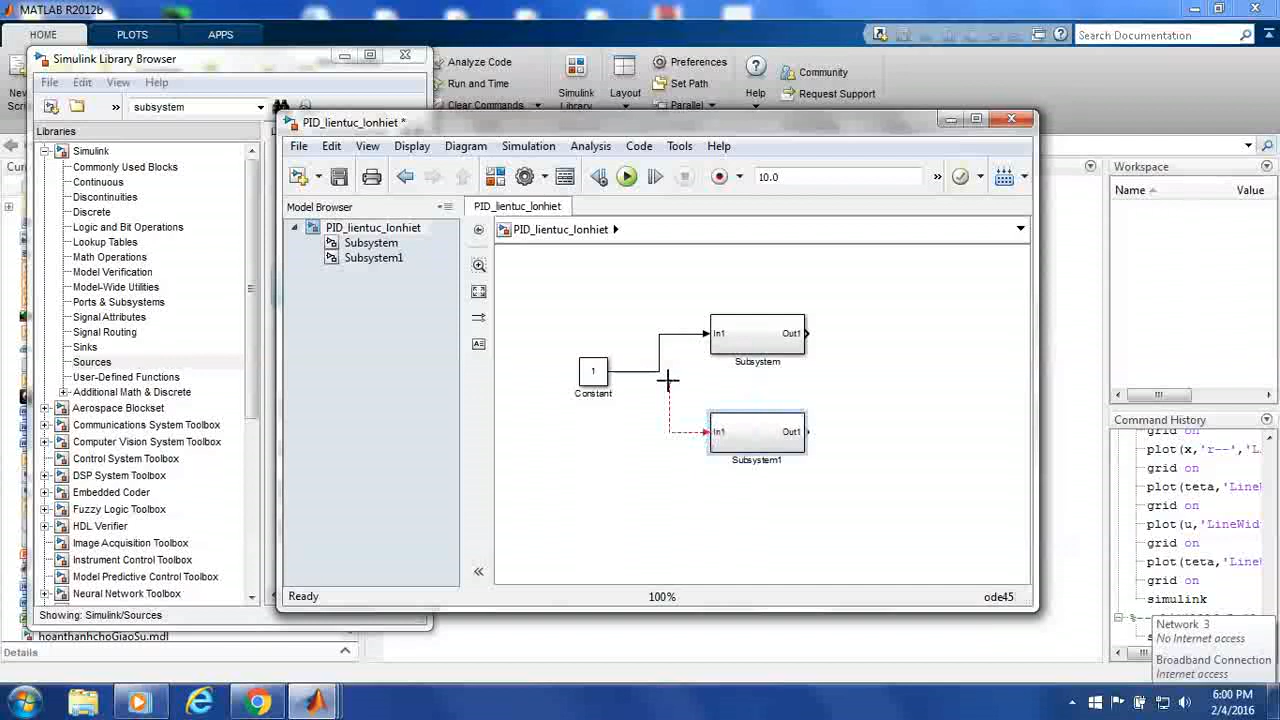 MATLAB R2012b
HOME PLOTS APPS
Search Documentation
Simulink Library Browser
File Edit View Help
» subsystem
Libraries
Simulink
Commonly Used Blocks
Continuous
Discontinuities
Discrete
Logic and Bit Operations
Lookup Tables
Math Operations
Model Verification
Model-Wide Utilities
Ports & Subsystems
Signal Attributes
Signal Routing
Sinks
Sources
User-Defined Functions
Additional Math & Discrete
Aerospace Blockset
Communications System Toolbox
Computer Vision System Toolbox
Control System Toolbox
DSP System Toolbox
Embedded Coder
Fuzzy Logic Toolbox
HDL Verifier
Image Acquisition Toolbox
Instrument Control Toolbox
Model Predictive Control Toolbox
Neural Network Toolbox
Showing: Simulink/Sources
hoanthanhchoGiaoSu.mdl
Details
Analyze Code
Run and Time
Clear Commands
Simulink
Library
Layout
Preferences
Set Path
Parallel
Help
Community
Request Support
PID_lientuc_lonhiet *
File Edit View Display Diagram Simulation Analysis Code Tools Help
10.0 »
Model Browser
PID_lientuc_lonhiet
Subsystem
Subsystem1
PID_lientuc_lonhiet
PID_lientuc_lonhiet
In1 Out1
Subsystem
1
Constant
In1 Out1
Subsystem1
Ready 100% ode45
Workspace
Name Value
Command History
grid on
plot(x,'r--','L
grid on
plot(teta,'Line
grid on
plot(u,'LineWid
grid on
plot(teta,'Line
grid on
simulink
Network 3
No Internet access
Broadband Connection
Internet access
6:00 PM
2/4/2016